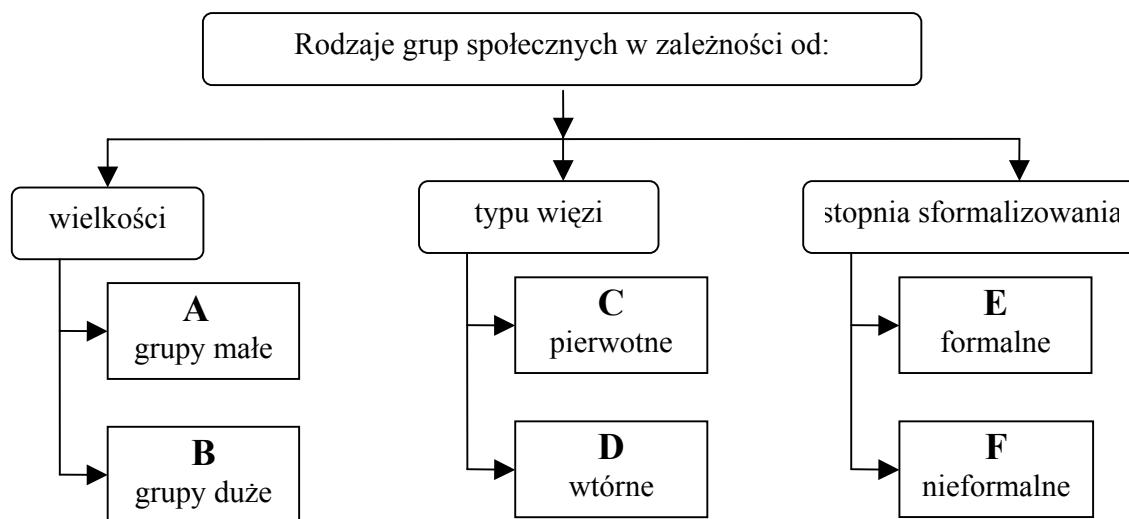 Rodzaje grup społecznych w zależności od:
wielkości
typu więzi
stopnia sformalizowania
A
grupy małe
C
pierwotne
E
formalne
B
grupy duże
D
wtórne
F
nieformalne